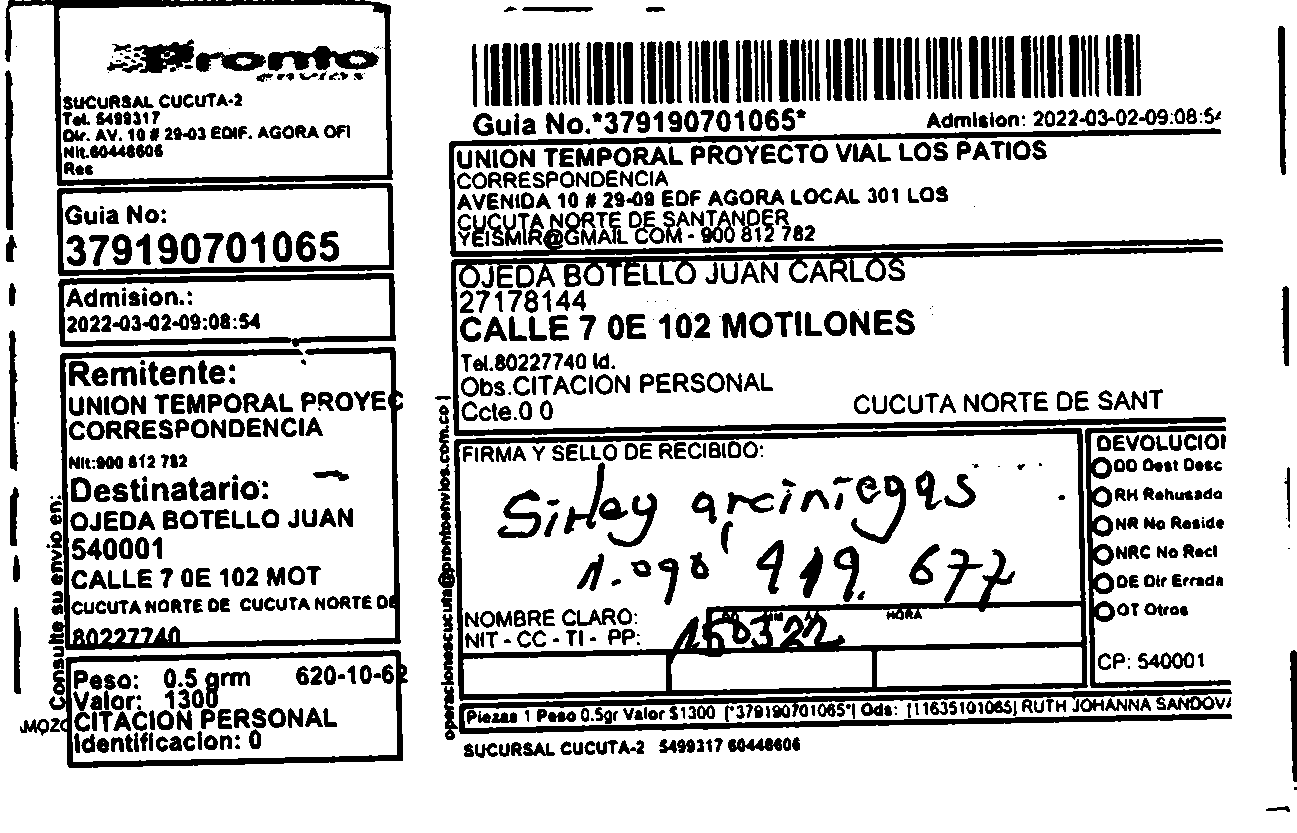 Pronto
envios
SUCURSAL CUCUTA-2
Tel. 5499317
Dir. AV. 10 # 29-03 EDIF. AGORA OFI
Nit.60448606
Res
Guia No:
379190701065
Admision.:
2022-03-02-09:08:54
Remitente:
UNION TEMPORAL PROYEC
CORRESPONDENCIA
Nit:900 812 782
Destinatario:
OJEDA BOTELLO JUAN
540001
CALLE 7 0E 102 MOT
CUCUTA NORTE DE CUCUTA NORTE DE
80227740
Peso: 0.5 grm 620-10-62
Valor: 1300
CITACION PERSONAL
Identificacion: 0
Consulte su envio en:
operacionescucuta@prontoenvios.com.co |
Guia No.*379190701065* Admision: 2022-03-02-09:08:54
UNION TEMPORAL PROYECTO VIAL LOS PATIOS
CORRESPONDENCIA
AVENIDA 10 # 29-09 EDF AGORA LOCAL 301 LOS
CUCUTA NORTE DE SANTANDER
YEISMIR@GMAIL COM - 900 812 782
OJEDA BOTELLO JUAN CARLOS
27178144
CALLE 7 0E 102 MOTILONES
Tel.80227740 Id.
Obs.CITACION PERSONAL
Ccte.0 0 CUCUTA NORTE DE SANT
FIRMA Y SELLO DE RECIBIDO:
Sirley arciniegas
1.090 919. 677
NOMBRE CLARO:
NIT - CC - TI - PP:
HORA
150322
DEVOLUCION
DD Dest Desc
RH Rehusado
NR No Reside
NRC No Recl
DE Dir Errada
OT Otros
CP: 540001
Piezas 1 Peso 0.5gr Valor $1300 [*379190701065*] Ods: [11635101065] RUTH JOHANNA SANDOVA
SUCURSAL CUCUTA-2 5499317 60448606